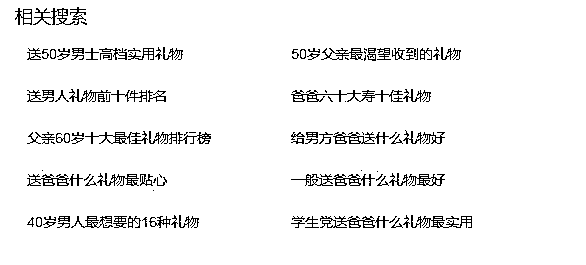 相关搜索
送50岁男士高档实用礼物
50岁父亲最渴望收到的礼物
送男人礼物前十件排名
爸爸六十大寿十佳礼物
父亲60岁十大最佳礼物排行榜
给男方爸爸送什么礼物好
送爸爸什么礼物最贴心
一般送爸爸什么礼物最好
40岁男人最想要的16种礼物
学生党送爸爸什么礼物最实用